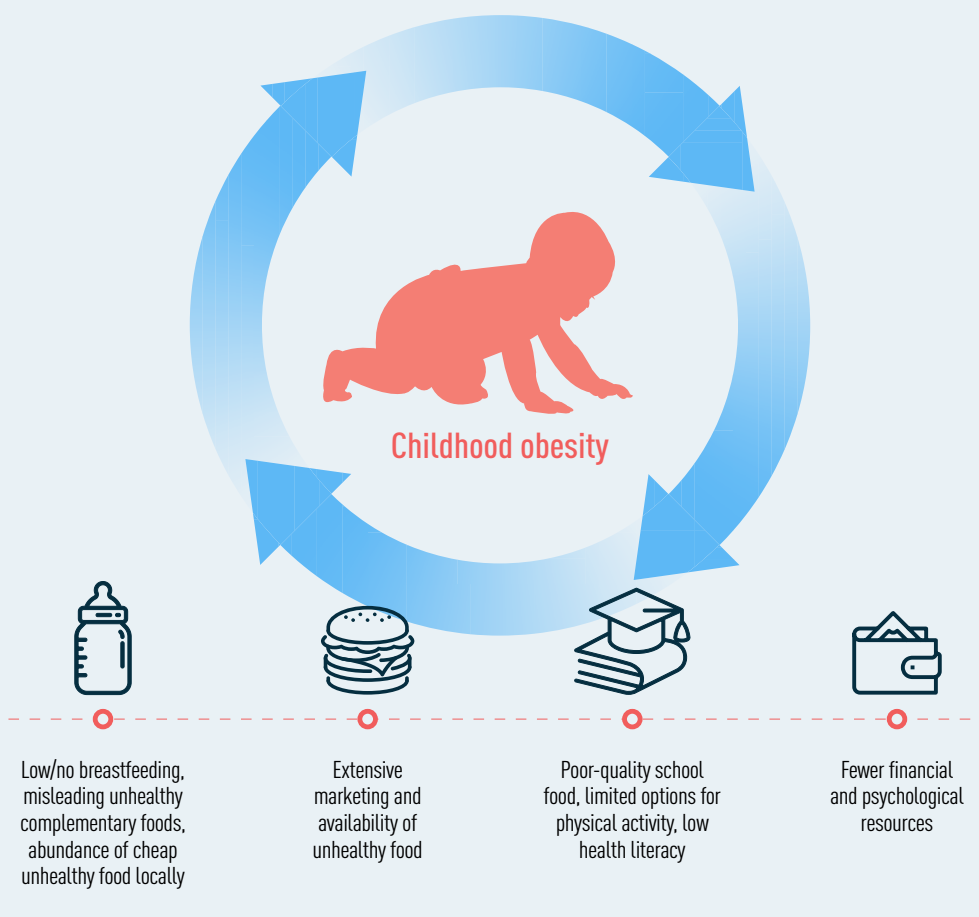 Childhood obesity
Low/no breastfeeding,
misleading unhealthy
complementary foods,
abundance of cheap
unhealthy food locally
Extensive
marketing and
availability of
unhealthy food
Poor-quality school
food, limited options for
physical activity, low
health literacy
Fewer financial
and psychological
resources